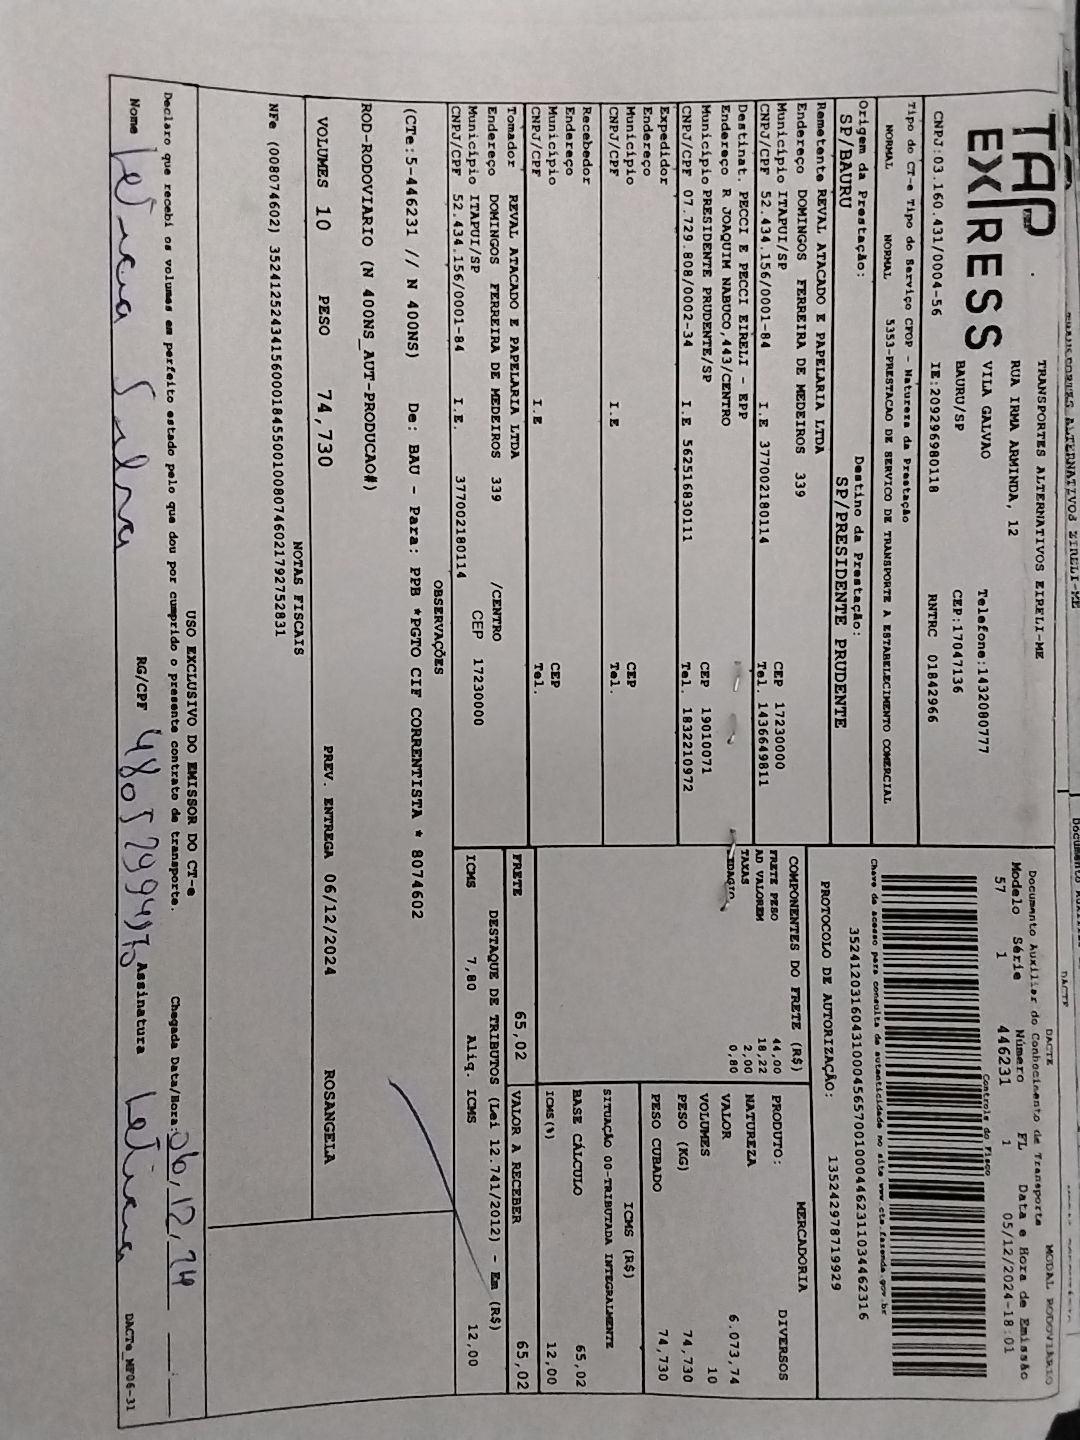 TAP
EXPRESS
TRANSPORTES ALTERNATIVOS EIRELI-ME
RUA IRMA ARMINDA, 12
VILA GALVAO
Telefone:1432080777
BAURU/SP
CEP:17047136
CNPJ:03.160.431/0004-56
IE:209296980118
RNTRC 01842966
DACTE
MODAL RODOVIÁRIO
Documento Auxiliar do Conhecimento de Transporte
Modelo Série Número FL Data e Hora de Emissão
57 1 446231 1 05/12/2024-18:01
Controle do Fisco
Chave de acesso para consulta de autenticidade no site www.cte.fazenda.gov.br
35241203160431000456570010004462311034462316
PROTOCOLO DE AUTORIZAÇÃO: 135242978719929
Tipo do CT-e Tipo do Serviço CFOP - Natureza da Prestação
NORMAL NORMAL 5353-PRESTACAO DE SERVICO DE TRANSPORTE A ESTABELECIMENTO COMERCIAL
Origem da Prestação: Destino da Prestação:
SP/BAURU SP/PRESIDENTE PRUDENTE
Remetente REVAL ATACADO E PAPELARIA LTDA
Endereço DOMINGOS FERREIRA DE MEDEIROS 339
Municipio ITAPUI/SP CEP 17230000
CNPJ/CPF 52.434.156/0001-84 I.E 377002180114 Tel. 1436649811
Destinat. PECCI E PECCI EIRELI - EPP
Endereço R JOAQUIM NABUCO,443/CENTRO
Municipio PRESIDENTE PRUDENTE/SP CEP 19010071
CNPJ/CPF 07.729.808/0002-34 I.E 562516830111 Tel. 1832210972
Expedidor
Endereço
Municipio CEP
CNPJ/CPF I.E Tel.
Recebedor
Endereço
Municipio CEP
CNPJ/CPF I.E Tel.
Tomador REVAL ATACADO E PAPELARIA LTDA
Endereço DOMINGOS FERREIRA DE MEDEIROS 339 /CENTRO
Municipio ITAPUI/SP CEP 17230000
CNPJ/CPF 52.434.156/0001-84 I.E. 377002180114
COMPONENTES DO FRETE (R$)
FRETE PESO 44,00
AD VALOREM 18,22
TAXAS 2,00
PEDAGIO 0,80
MERCADORIA
PRODUTO: DIVERSOS
NATUREZA
VALOR 6.073,74
VOLUMES 10
PESO (KG) 74,730
PESO CUBADO 74,730
ICMS (R$)
SITUAÇÃO 00-TRIBUTADA INTEGRALMENTE
BASE CÁLCULO 65,02
ICMS(%) 12,00
FRETE 65,02 VALOR A RECEBER 65,02
DESTAQUE DE TRIBUTOS (Lei 12.741/2012) - Em (R$)
ICMS 7,80 Aliq. ICMS 12,00
OBSERVAÇÕES
(CTe:5-446231 // N 400NS) De: BAU - Para: PPB *PGTO CIF CORRENTISTA * 8074602
ROD-RODOVIARIO (N 400NS_AUT-PRODUCAO#)
VOLUMES 10 PESO 74,730 PREV. ENTREGA 06/12/2024 ROSANGELA
NOTAS FISCAIS
NFe (008074602) 35241252434156000184550010080746021792752831
USO EXCLUSIVO DO EMISSOR DO CT-e
Declaro que recebi os volumes em perfeito estado pelo que dou por cumprido o presente contrato de transporte. Chegada Data/Hora: 06/12/24
Nome Leticia Silva RG/CPF Assinatura Leticia
DACTe_MF06-31